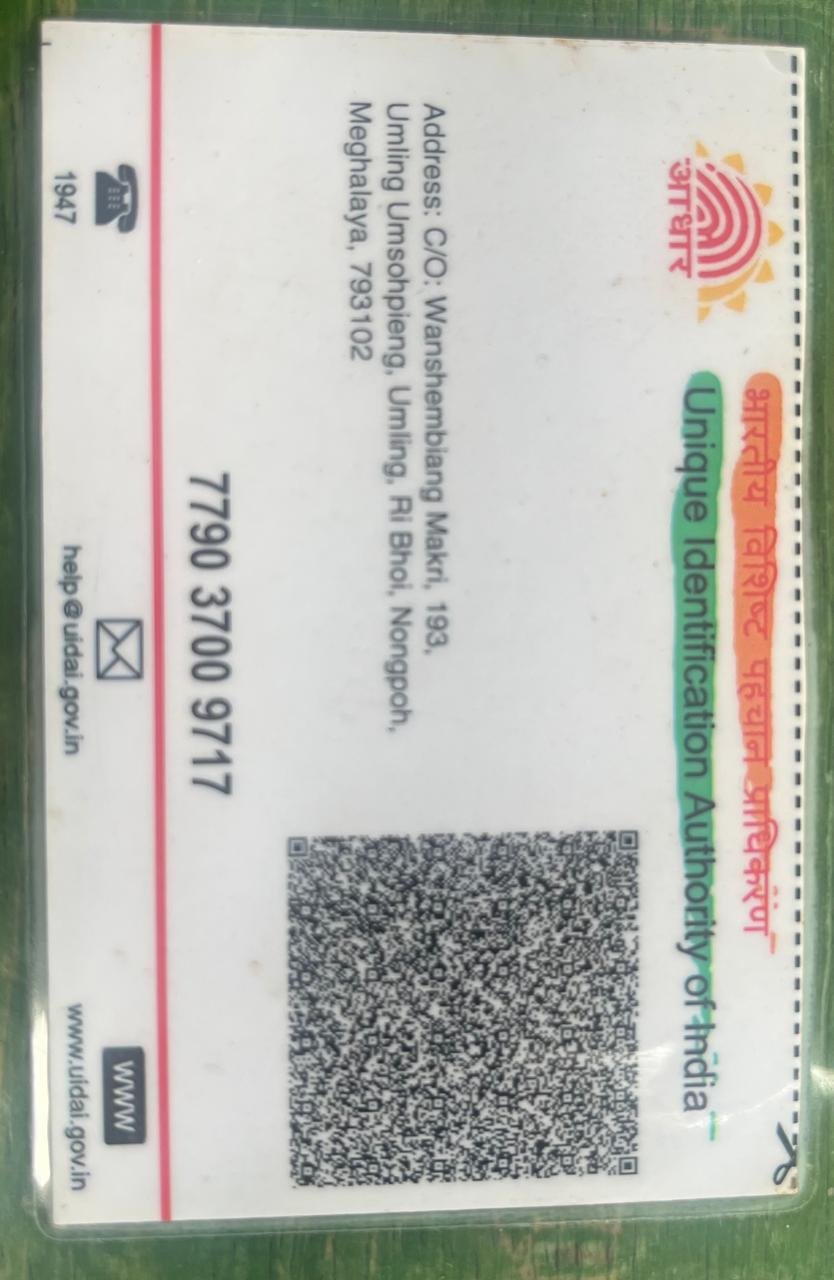 आधार
भारतीय विशिष्ट पहचान प्राधिकरण
Unique Identification Authority of India
Address: C/O: Wanshembiang Makri, 193,
Umling Umsohpieng, Umling, Ri Bhoi, Nongpoh,
Meghalaya, 793102
7790 3700 9717
1947
help@uidai.gov.in
WWW
www.uidai.gov.in